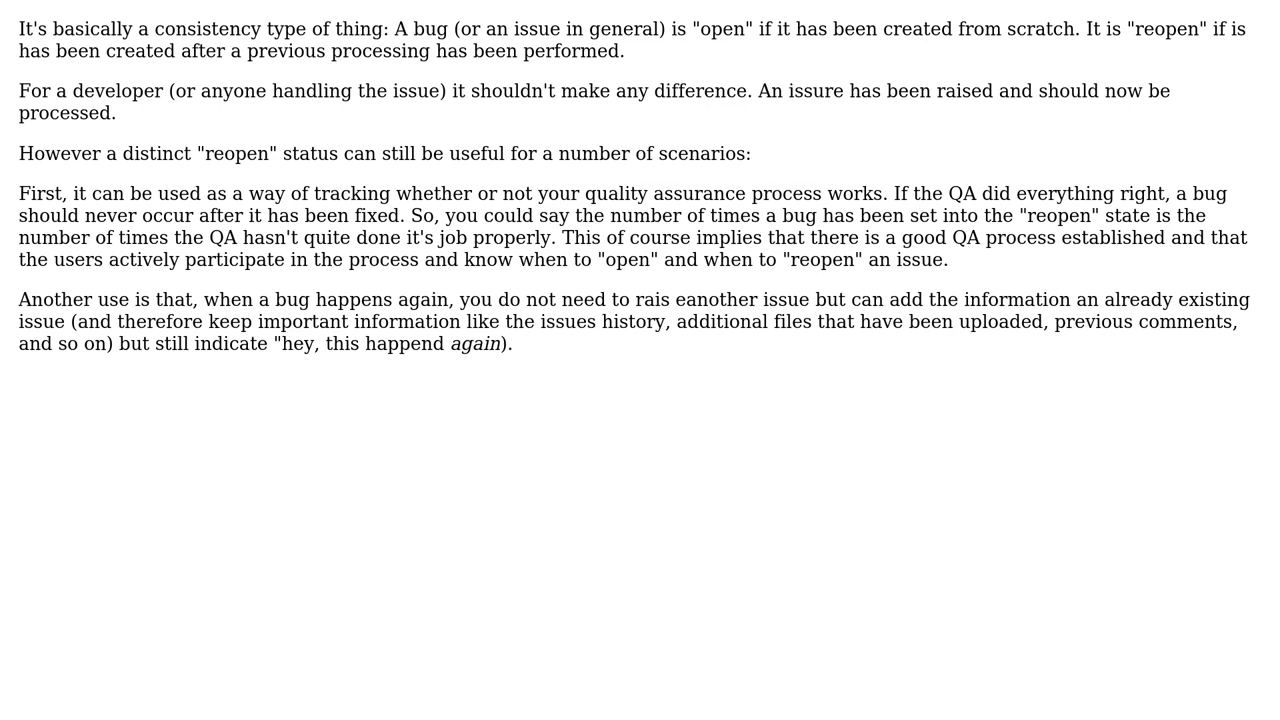 It's basically a consistency type of thing: A bug (or an issue in general) is "open" if it has been created from scratch. It is "reopen" if is
has been created after a previous processing has been performed.
For a developer (or anyone handling the issue) it shouldn't make any difference. An issure has been raised and should now be
processed.
However a distinct "reopen" status can still be useful for a number of scenarios:
First, it can be used as a way of tracking whether or not your quality assurance process works. If the QA did everything right, a bug
should never occur after it has been fixed. So, you could say the number of times a bug has been set into the "reopen" state is the
number of times the QA hasn't quite done it's job properly. This of course implies that there is a good QA process established and that
the users actively participate in the process and know when to "open" and when to "reopen" an issue.
Another use is that, when a bug happens again, you do not need to rais eanother issue but can add the information an already existing
issue (and therefore keep important information like the issues history, additional files that have been uploaded, previous comments,
and so on) but still indicate "hey, this happend again).